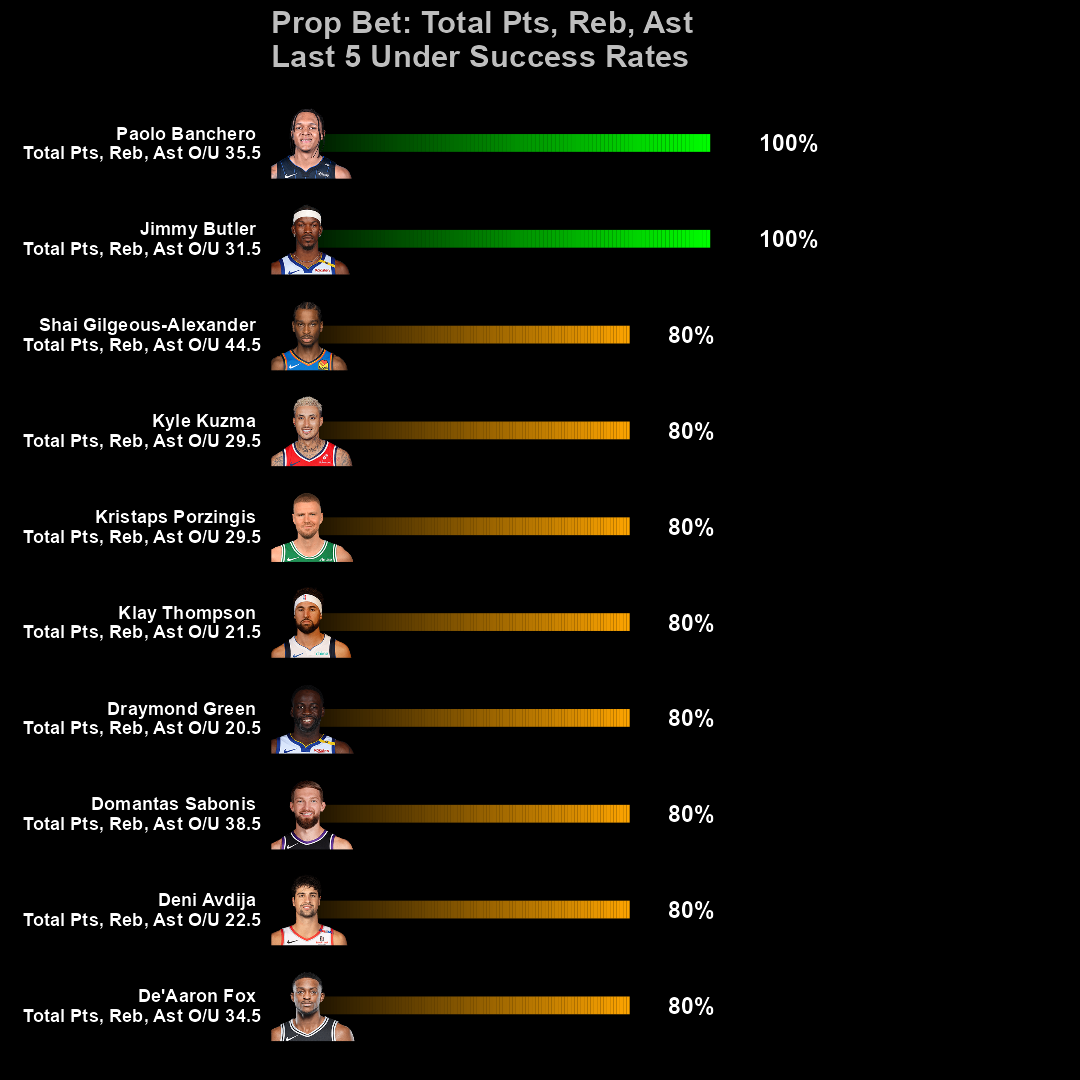 Prop Bet: Total Pts, Reb, Ast
Last 5 Under Success Rates
Paolo Banchero
Total Pts, Reb, Ast O/U 35.5
100%
Jimmy Butler
Total Pts, Reb, Ast O/U 31.5
100%
Shai Gilgeous-Alexander
Total Pts, Reb, Ast O/U 44.5
80%
Kyle Kuzma
Total Pts, Reb, Ast O/U 29.5
80%
Kristaps Porzingis
Total Pts, Reb, Ast O/U 29.5
80%
Klay Thompson
Total Pts, Reb, Ast O/U 21.5
80%
Draymond Green
Total Pts, Reb, Ast O/U 20.5
80%
Domantas Sabonis
Total Pts, Reb, Ast O/U 38.5
80%
Deni Avdija
Total Pts, Reb, Ast O/U 22.5
80%
De'Aaron Fox
Total Pts, Reb, Ast O/U 34.5
80%